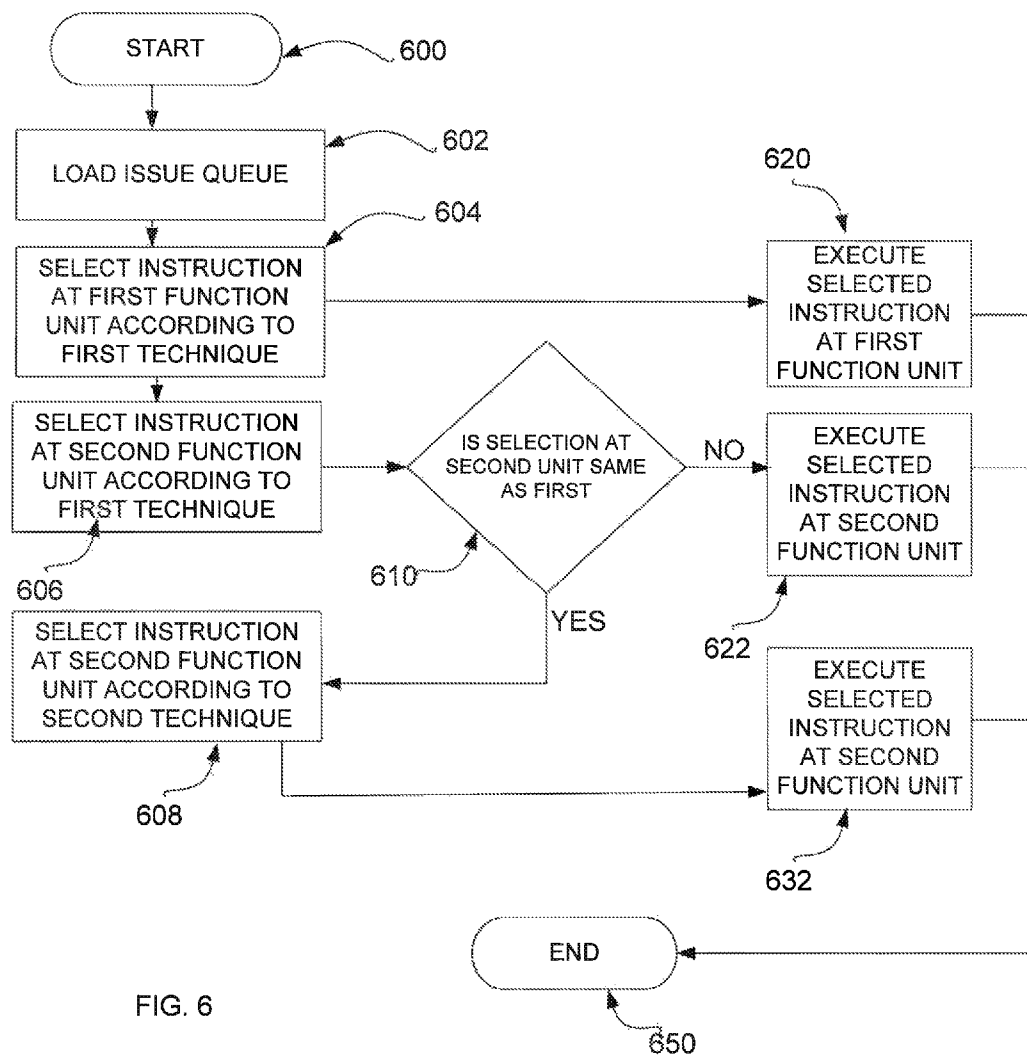 START
600
LOAD ISSUE QUEUE
602
SELECT INSTRUCTION
AT FIRST FUNCTION
UNIT ACCORDING TO
FIRST TECHNIQUE
604
EXECUTE
SELECTED
INSTRUCTION
AT FIRST
FUNCTION UNIT
620
SELECT INSTRUCTION
AT SECOND FUNCTION
UNIT ACCORDING TO
FIRST TECHNIQUE
606
IS SELECTION AT
SECOND UNIT SAME
AS FIRST
610
NO
YES
EXECUTE
SELECTED
INSTRUCTION
AT SECOND
FUNCTION UNIT
622
SELECT INSTRUCTION
AT SECOND FUNCTION
UNIT ACCORDING TO
SECOND TECHNIQUE
608
EXECUTE
SELECTED
INSTRUCTION
AT SECOND
FUNCTION UNIT
632
END
650
FIG. 6